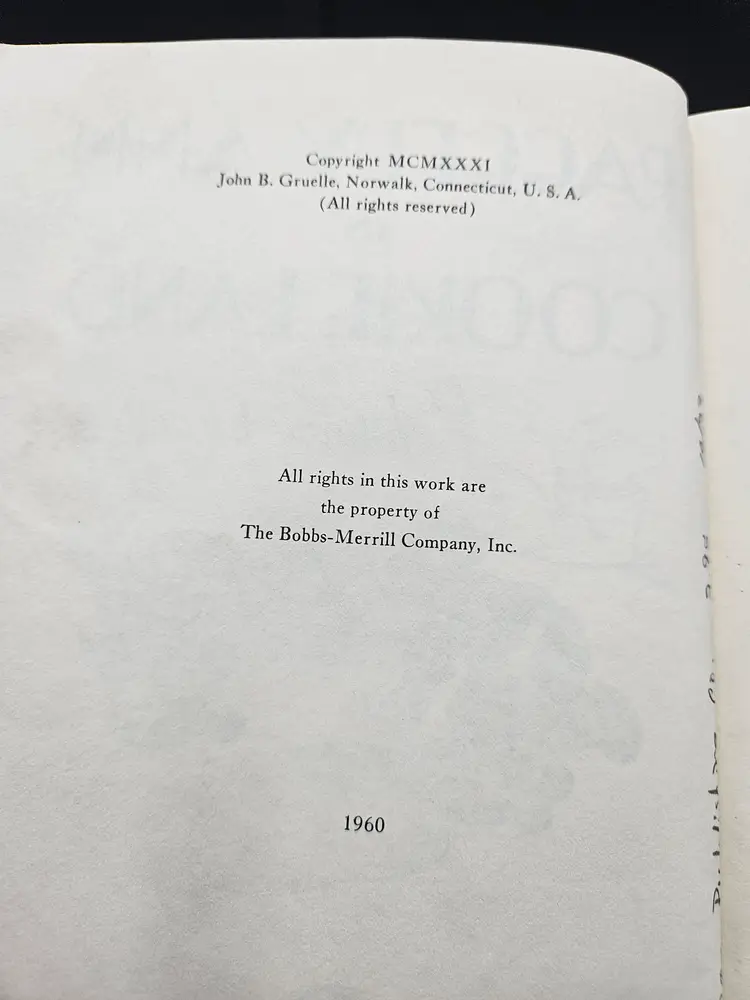 Copyright MCMXXXI
John B. Gruelle, Norwalk, Connecticut, U. S. A.
(All rights reserved)
All rights in this work are
the property of
The Bobbs-Merrill Company, Inc.
1960